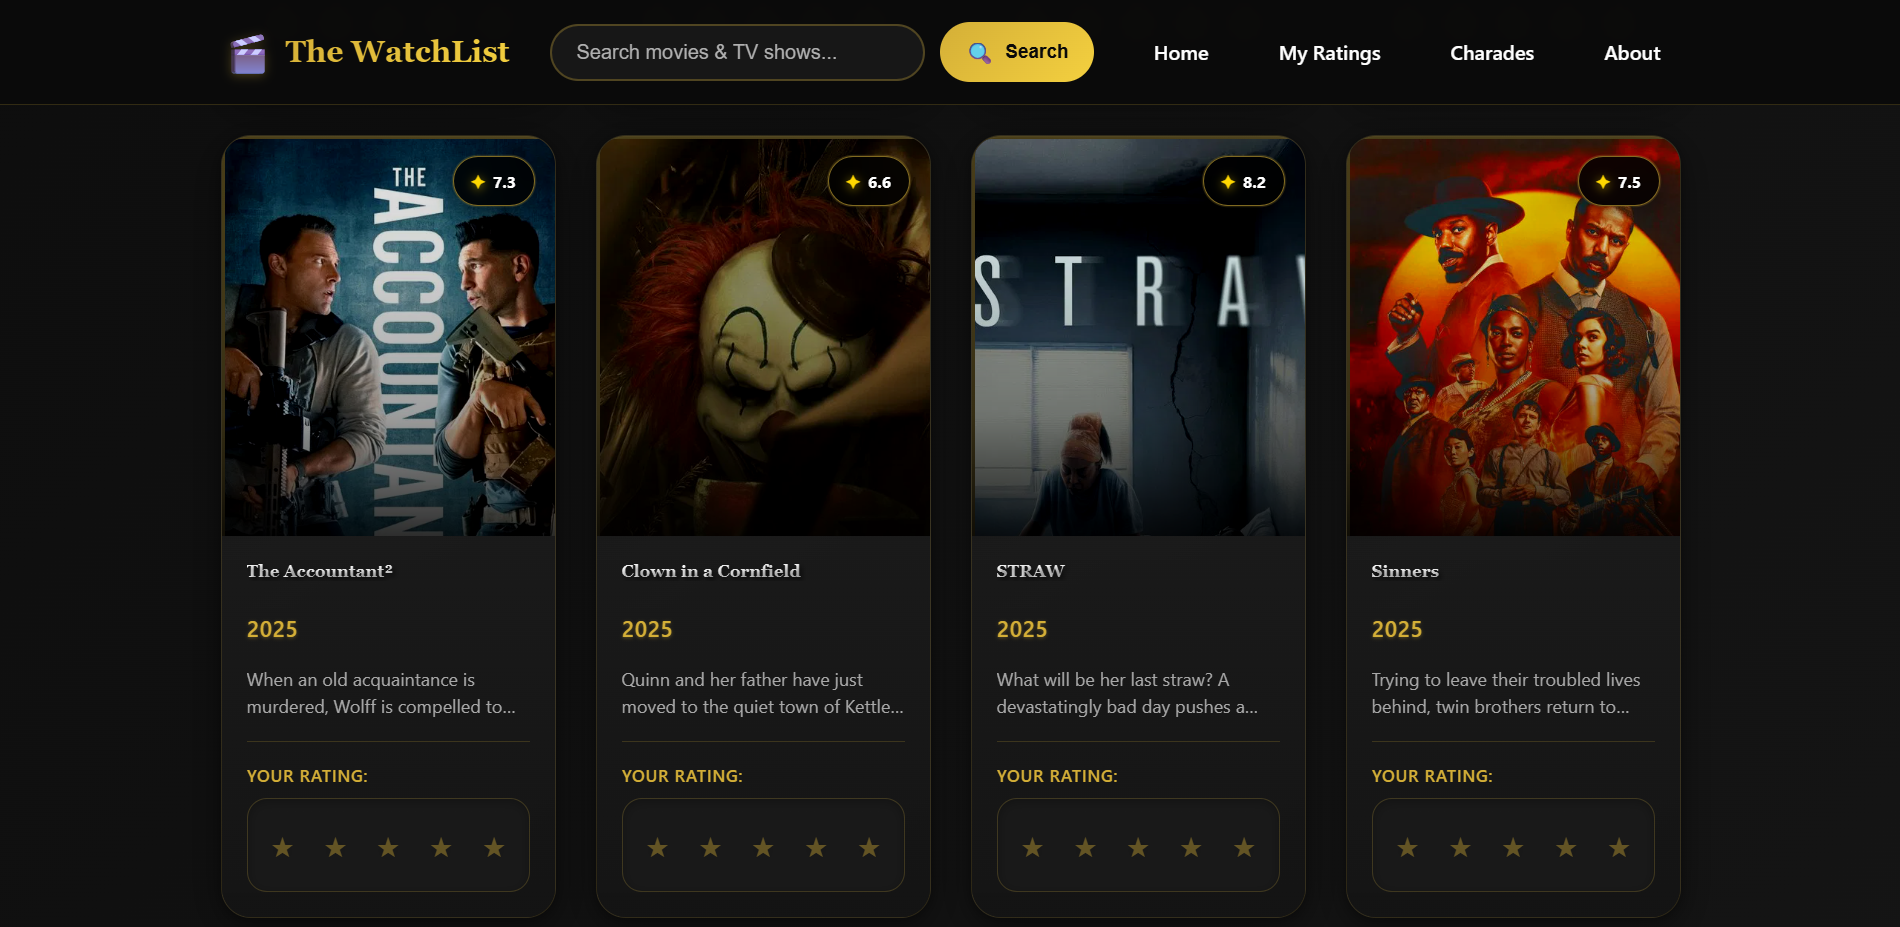 The WatchList
Search movies & TV shows...
Search
Home
My Ratings
Charades
About
THE
ACCOUNTAN
7.3
6.6
STRAW
8.2
7.5
The Accountant²
2025
When an old acquaintance is
murdered, Wolff is compelled to...
YOUR RATING:
Clown in a Cornfield
2025
Quinn and her father have just
moved to the quiet town of Kettle...
YOUR RATING:
STRAW
2025
What will be her last straw? A
devastatingly bad day pushes a...
YOUR RATING:
Sinners
2025
Trying to leave their troubled lives
behind, twin brothers return to...
YOUR RATING: